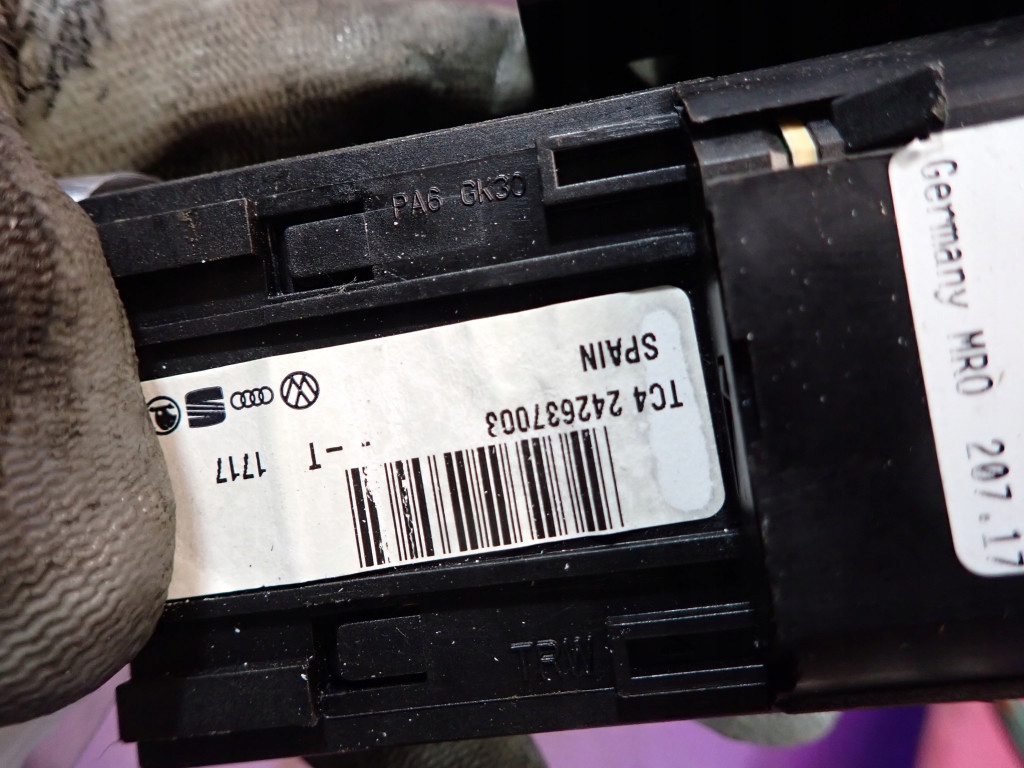 PA6 GK30
Germany MRO 207.17
SPAIN
TC4 242637003
1717 T -
TRW